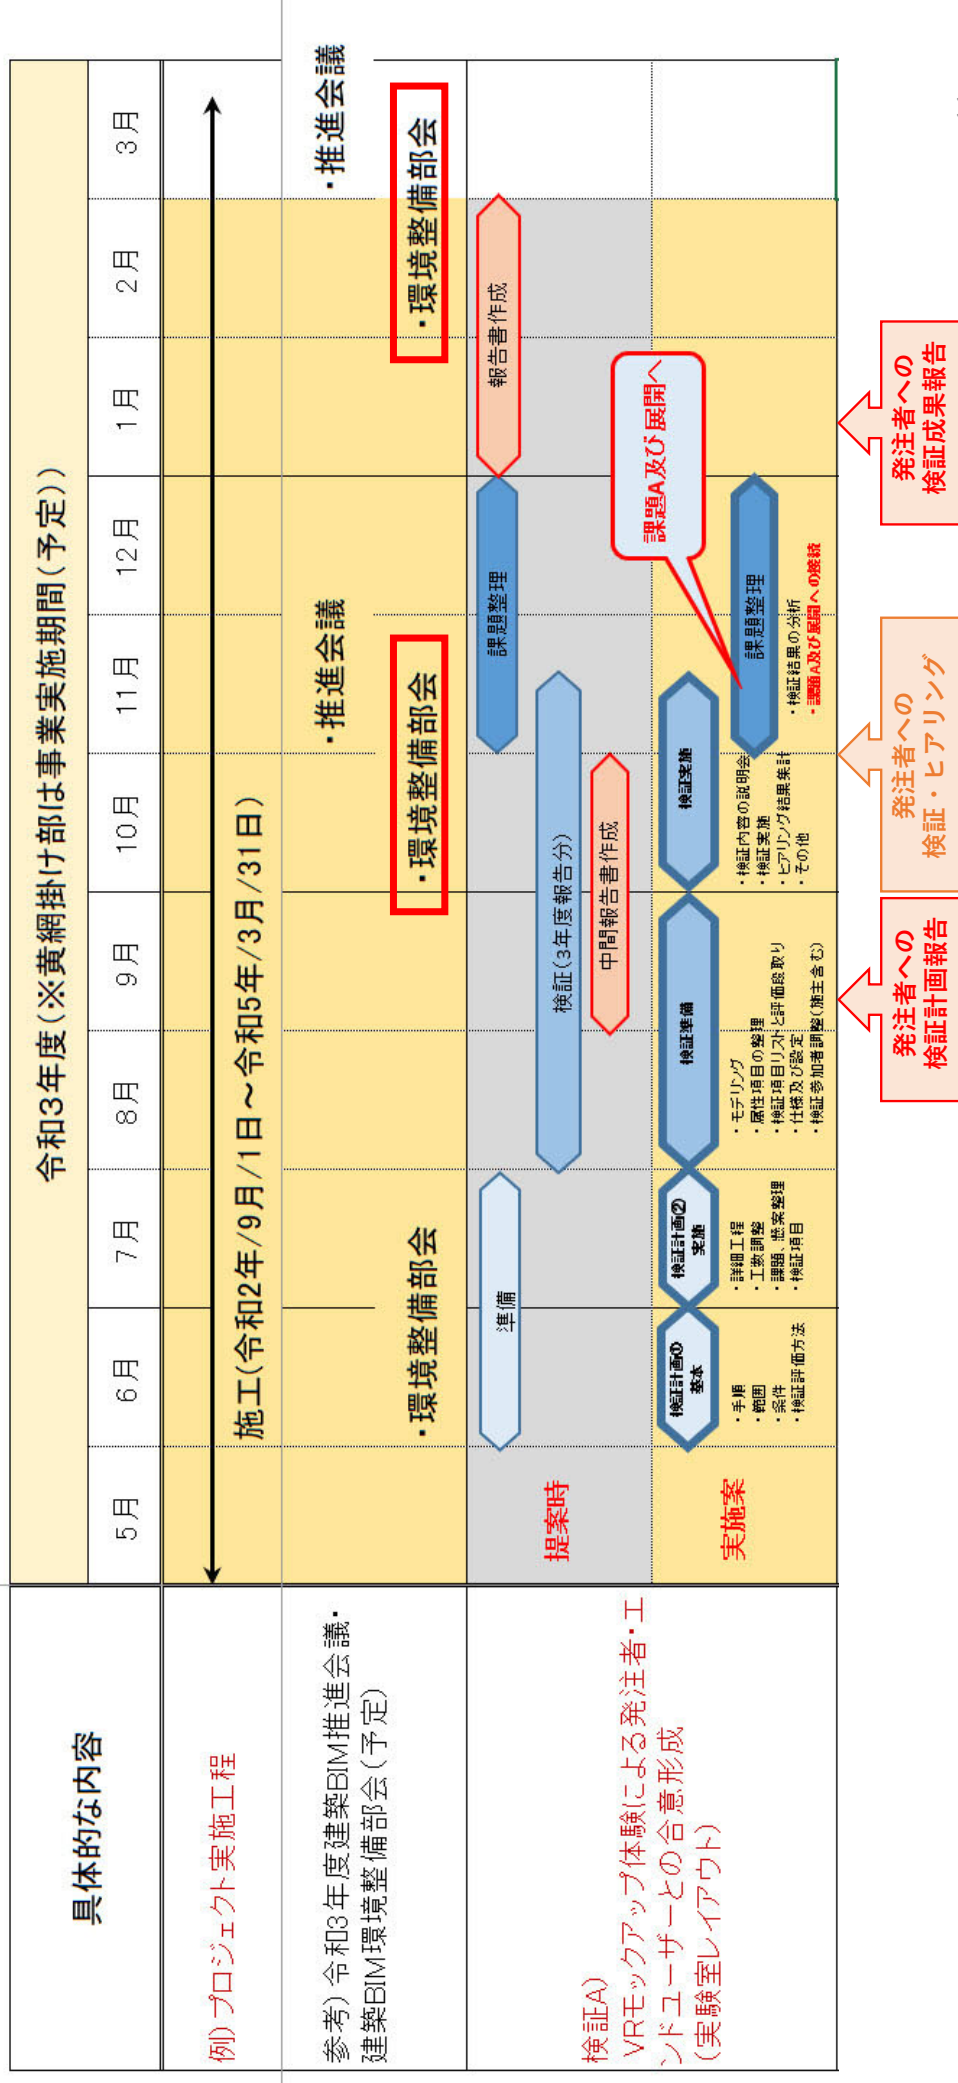 具体的な内容
令和3年度(※黄網掛け部は事業実施期間(予定))
5月
6月
7月
8月
9月
10月
11月
12月
1月
2月
3月
例) プロジェクト実施工程
施工(令和2年/9月/1日～令和5年/3月/31日)
参考) 令和3年度建築BIM推進会議・
建築BIM環境整備部会(予定)
・推進会議
・推進会議
・環境整備部会
・環境整備部会
・環境整備部会
検証A)
VRモックアップ体験による発注者・エ
ンドユーザーとの合意形成
(実験室レイアウト)
提案時
準備
課題整理
報告書作成
検証(3年度報告分)
中間報告書作成
実施案
検証計画①
基本
・手順
・範囲
・条件
・検証評価方法
検証計画②
実施
・詳細工程
・工数調整
・課題、懸案整理
・検証項目
検証準備
・モデリング
・属性項目の整理
・検証項目リストと評価段取り
・仕様及び設定
・検証参加者調整(施主含む)
検証実施
・検証内容の説明会
・検証実施
・ヒアリング結果集計
・その他
課題整理
・検証結果の分析
・課題A及び展開への接続
課題A及び展開へ
発注者への
検証計画報告
発注者への
検証・ヒアリング
発注者への
検証成果報告